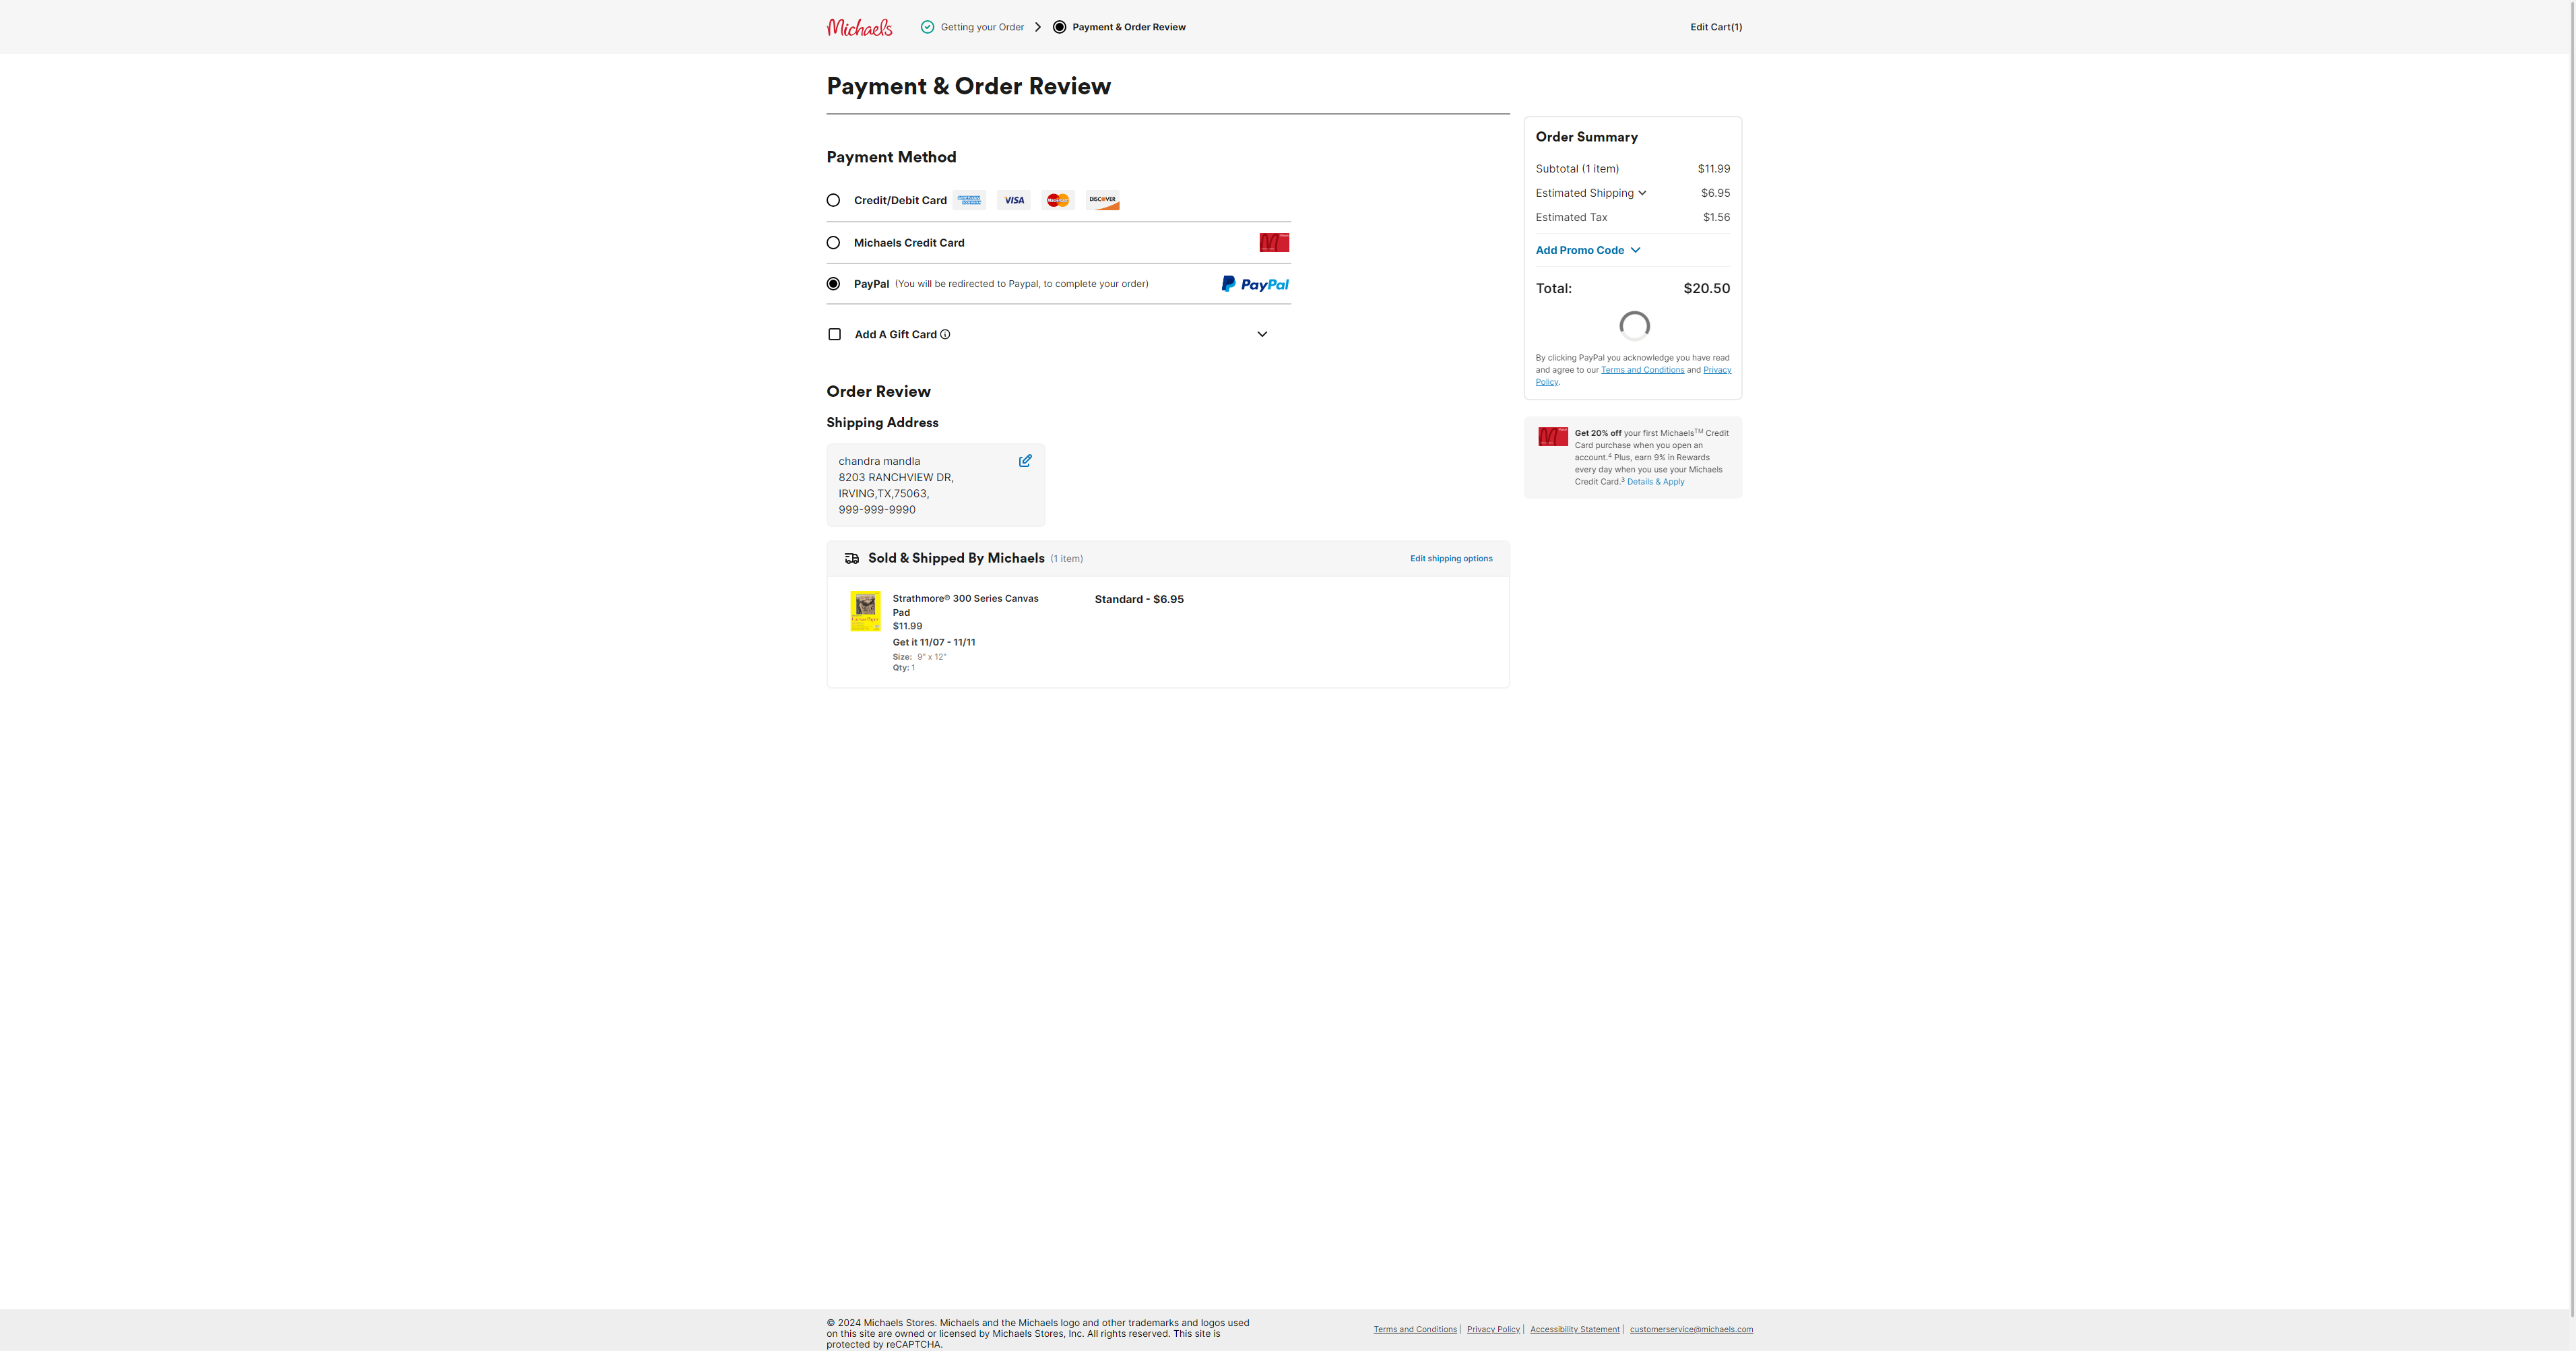 Michaels
Getting your Order
Payment & Order Review
Edit Cart(1)
Payment & Order Review
Payment Method
Credit/Debit Card
VISA
DISCOVER
Michaels Credit Card
PayPal (You will be redirected to Paypal, to complete your order)
PayPal
Add A Gift Card
Order Review
Shipping Address
chandra mandla
8203 RANCHVIEW DR,
IRVING,TX,75063,
999-999-9990
Sold & Shipped By Michaels (1 item)
Edit shipping options
Strathmore® 300 Series Canvas
Pad
$11.99
Get it 11/07 - 11/11
Size: 9" x 12"
Qty: 1
Standard - $6.95
Order Summary
Subtotal (1 item) $11.99
Estimated Shipping $6.95
Estimated Tax $1.56
Add Promo Code
Total: $20.50
By clicking PayPal you acknowledge you have read
and agree to our Terms and Conditions and Privacy
Policy.
Get 20% off your first Michaels™ Credit
Card purchase when you open an
account.⁴ Plus, earn 9% in Rewards
every day when you use your Michaels
Credit Card.³ Details & Apply
© 2024 Michaels Stores. Michaels and the Michaels logo and other trademarks and logos used
on this site are owned or licensed by Michaels Stores, Inc. All rights reserved. This site is
protected by reCAPTCHA.
Terms and Conditions | Privacy Policy | Accessibility Statement | customerservice@michaels.com